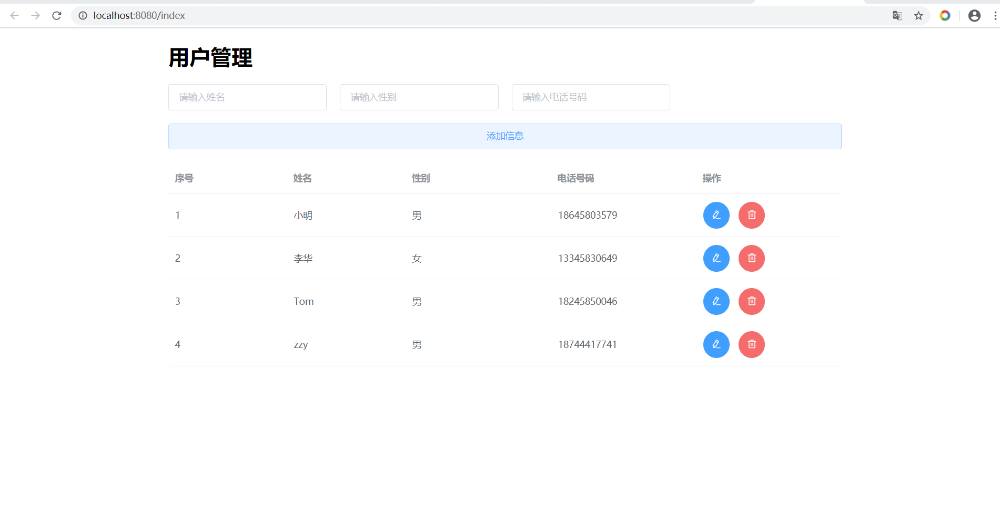 localhost:8080/index
用户管理
请输入姓名 请输入性别 请输入电话号码
添加信息
序号 姓名 性别 电话号码 操作
1 小明 男 18645803579
2 李华 女 13345830649
3 Tom 男 18245850046
4 zzy 男 18744417741